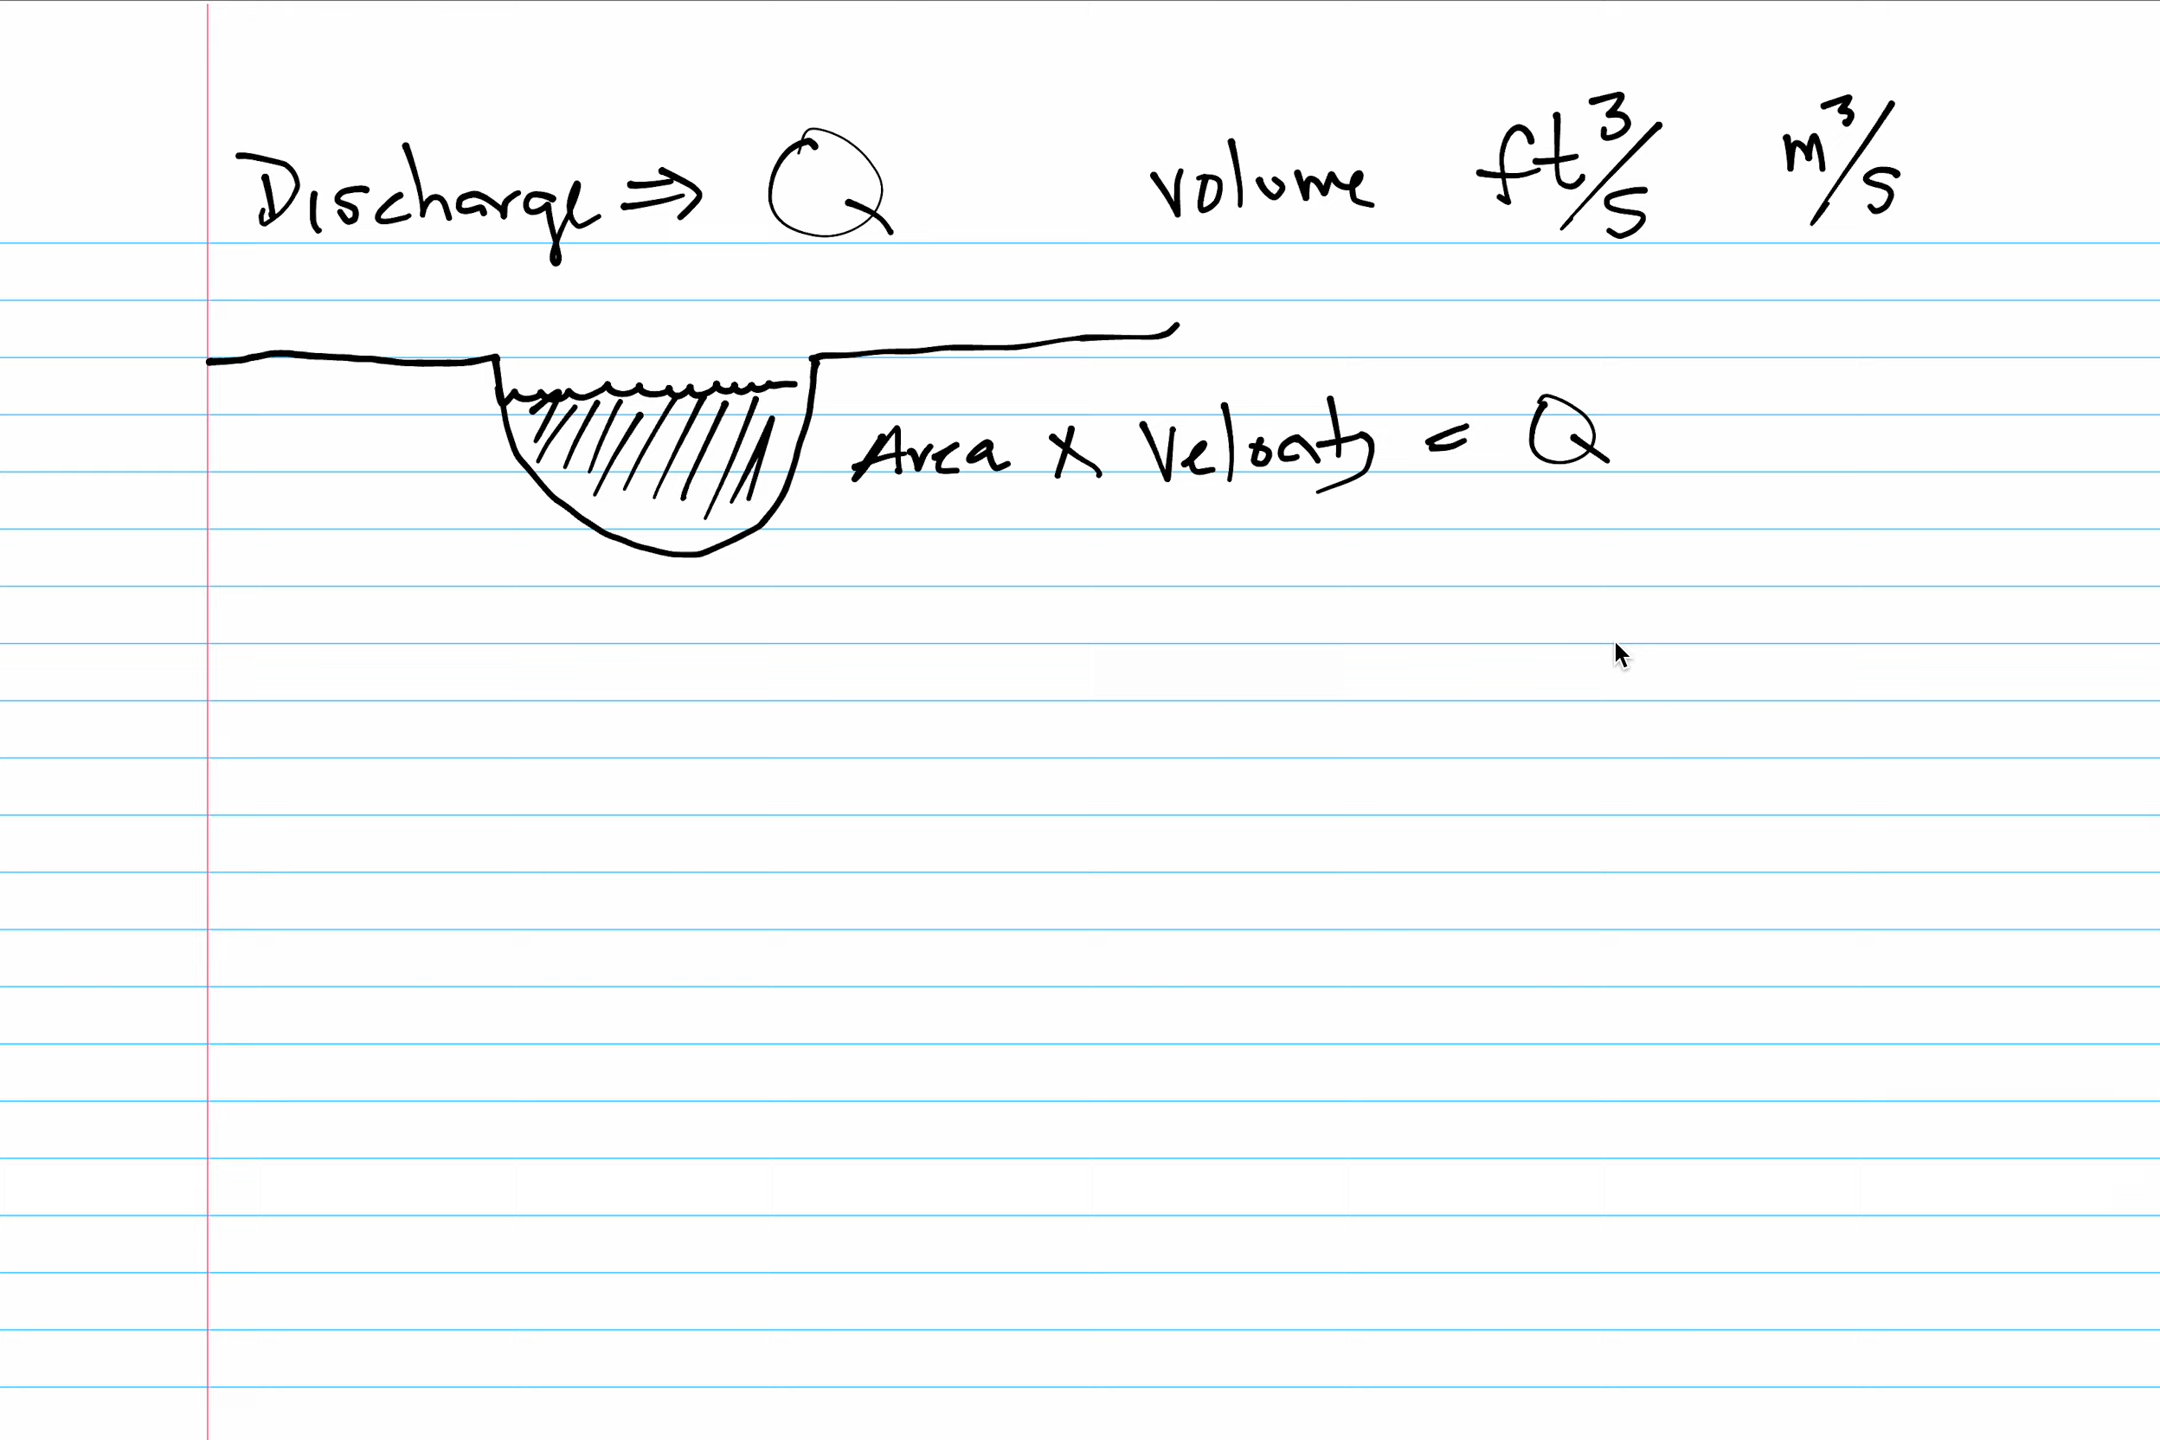 Discharge ⇒ Q volume ft³/s m³/s
Area x Velocity = Q